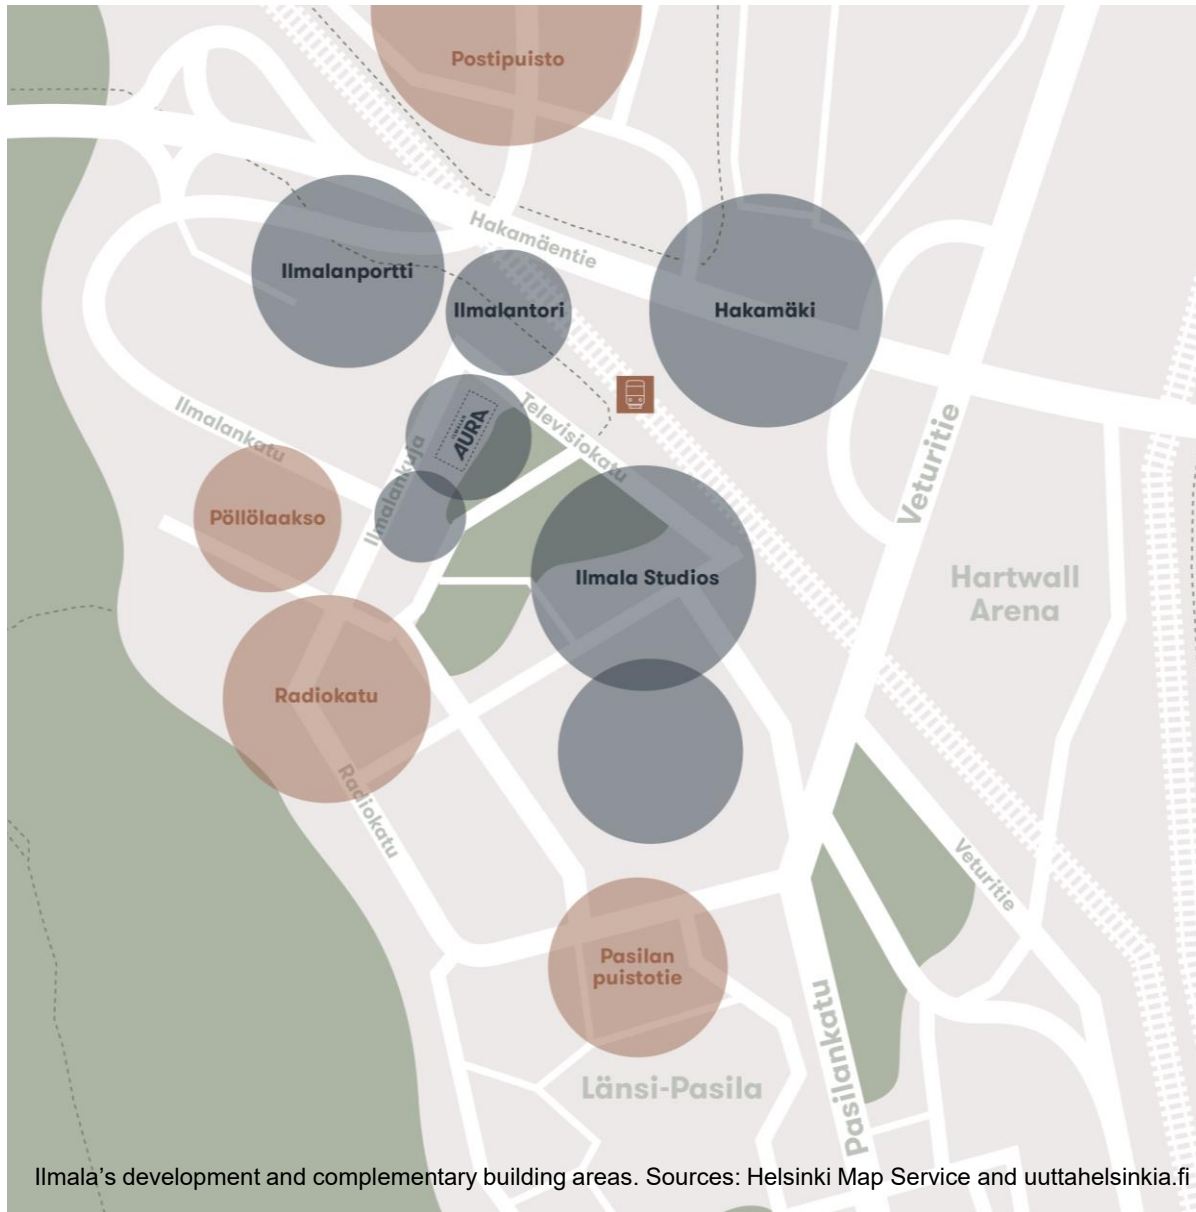 Postipuisto
Hakamäentie
Ilmalanportti
Ilmalantori
Hakamäki
Ilmalankatu
Televisiokatu
ILMALA
AURA
Ilmalankuja
Veturitie
Pöllölaakso
Ilmala Studios
Hartwall
Arena
Radiokatu
Radiokatu
Veturitie
Pasilan
puistotie
Pasilankatu
Länsi-Pasila
Ilmala’s development and complementary building areas. Sources: Helsinki Map Service and uuttahelsinkia.fi